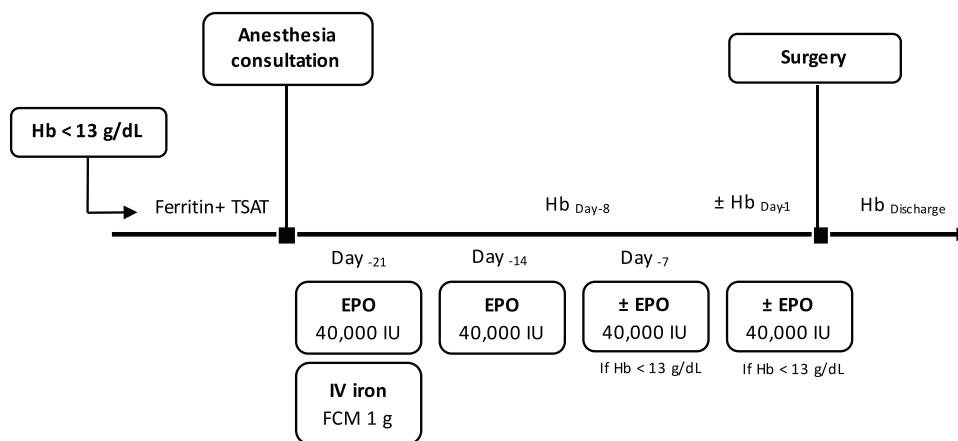 Anesthesia
consultation
Surgery
Hb < 13 g/dL
Ferritin+ TSAT
Hb Day-8
± Hb Day-1
Hb Discharge
Day -21
Day -14
Day -7
EPO
40,000 IU
EPO
40,000 IU
± EPO
40,000 IU
± EPO
40,000 IU
If Hb < 13 g/dL
If Hb < 13 g/dL
IV iron
FCM 1 g